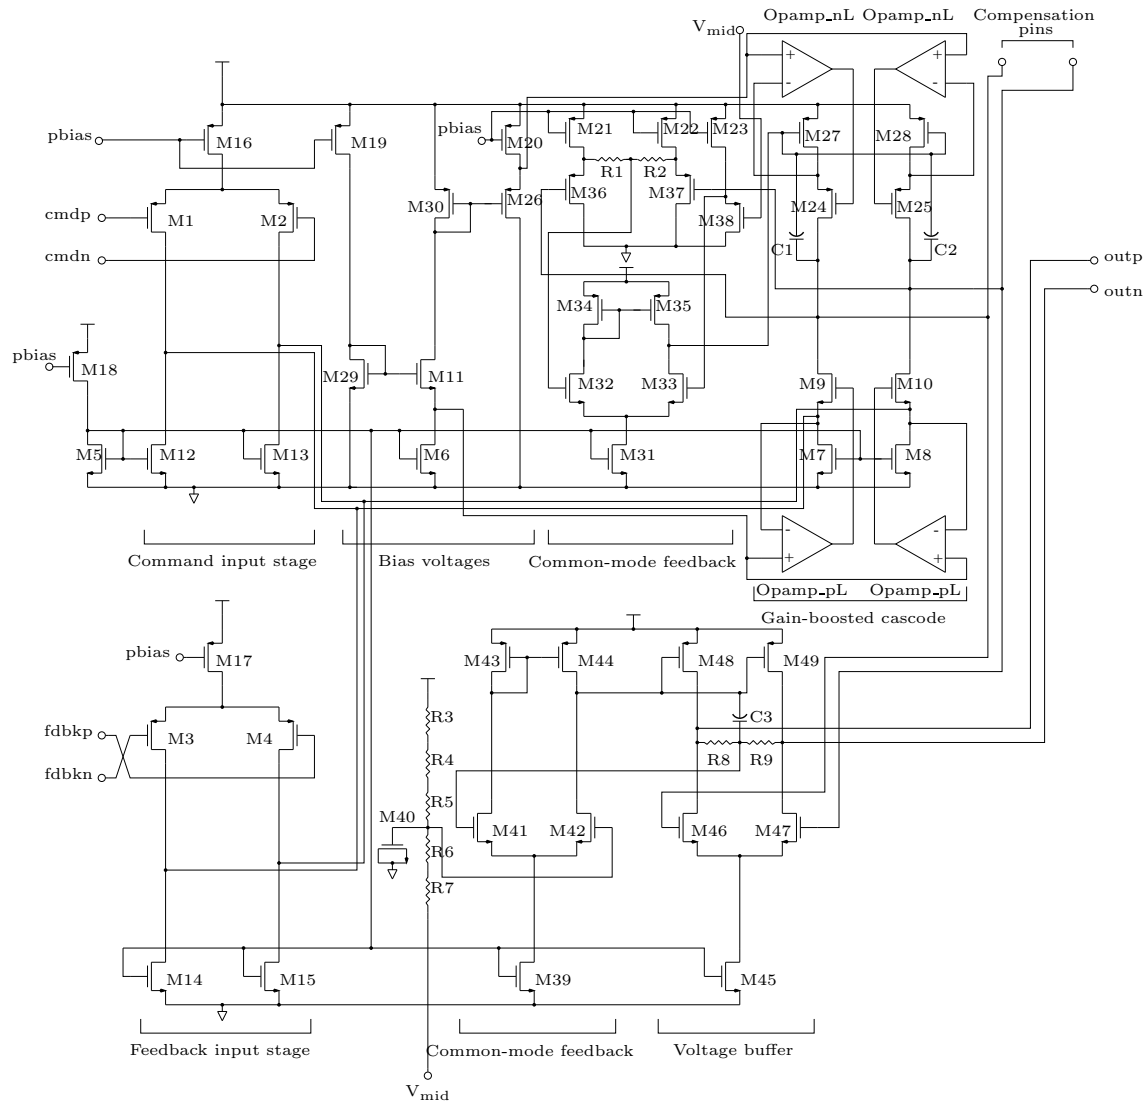 Opamp_nL Opamp_nL Compensation
pins
V_mid
+ +
- -
pbias M16 M19 pbias M20 M21 M22 M23 M27 M28
R1 R2
cmdp M1 M2 M30 M26 M36 M37 M38 M24 M25
cmdn C1 C2 outp
outn
M34 M35
pbias M18 M29 M11 M32 M33 M9 M10
M5 M12 M13 M6 M31 M7 M8
- -
+ +
Command input stage Bias voltages Common-mode feedback
Opamp_pL Opamp_pL
Gain-boosted cascode
pbias M17 M43 M44 M48 M49
R3 C3
fdbkp M3 M4
R4 R8 R9
fdbkn
R5
M40 M41 M42 M46 M47
R6
R7
M14 M15 M39 M45
Feedback input stage Common-mode feedback Voltage buffer
V_mid